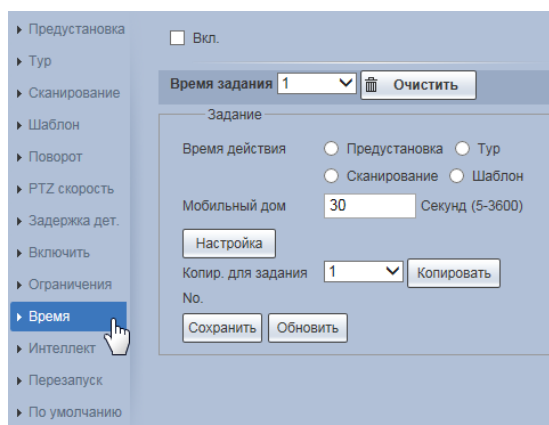 Предустановка
Тур
Сканирование
Шаблон
Поворот
PTZ скорость
Задержка дет.
Включить
Ограничения
Время
Интеллект
Перезапуск
По умолчанию
Вкл.
Время задания 1 Очистить
Задание
Время действия Предустановка Тур
Сканирование Шаблон
Мобильный дом 30 Секунд (5-3600)
Настройка
Копир. для задания 1 Копировать
No.
Сохранить Обновить